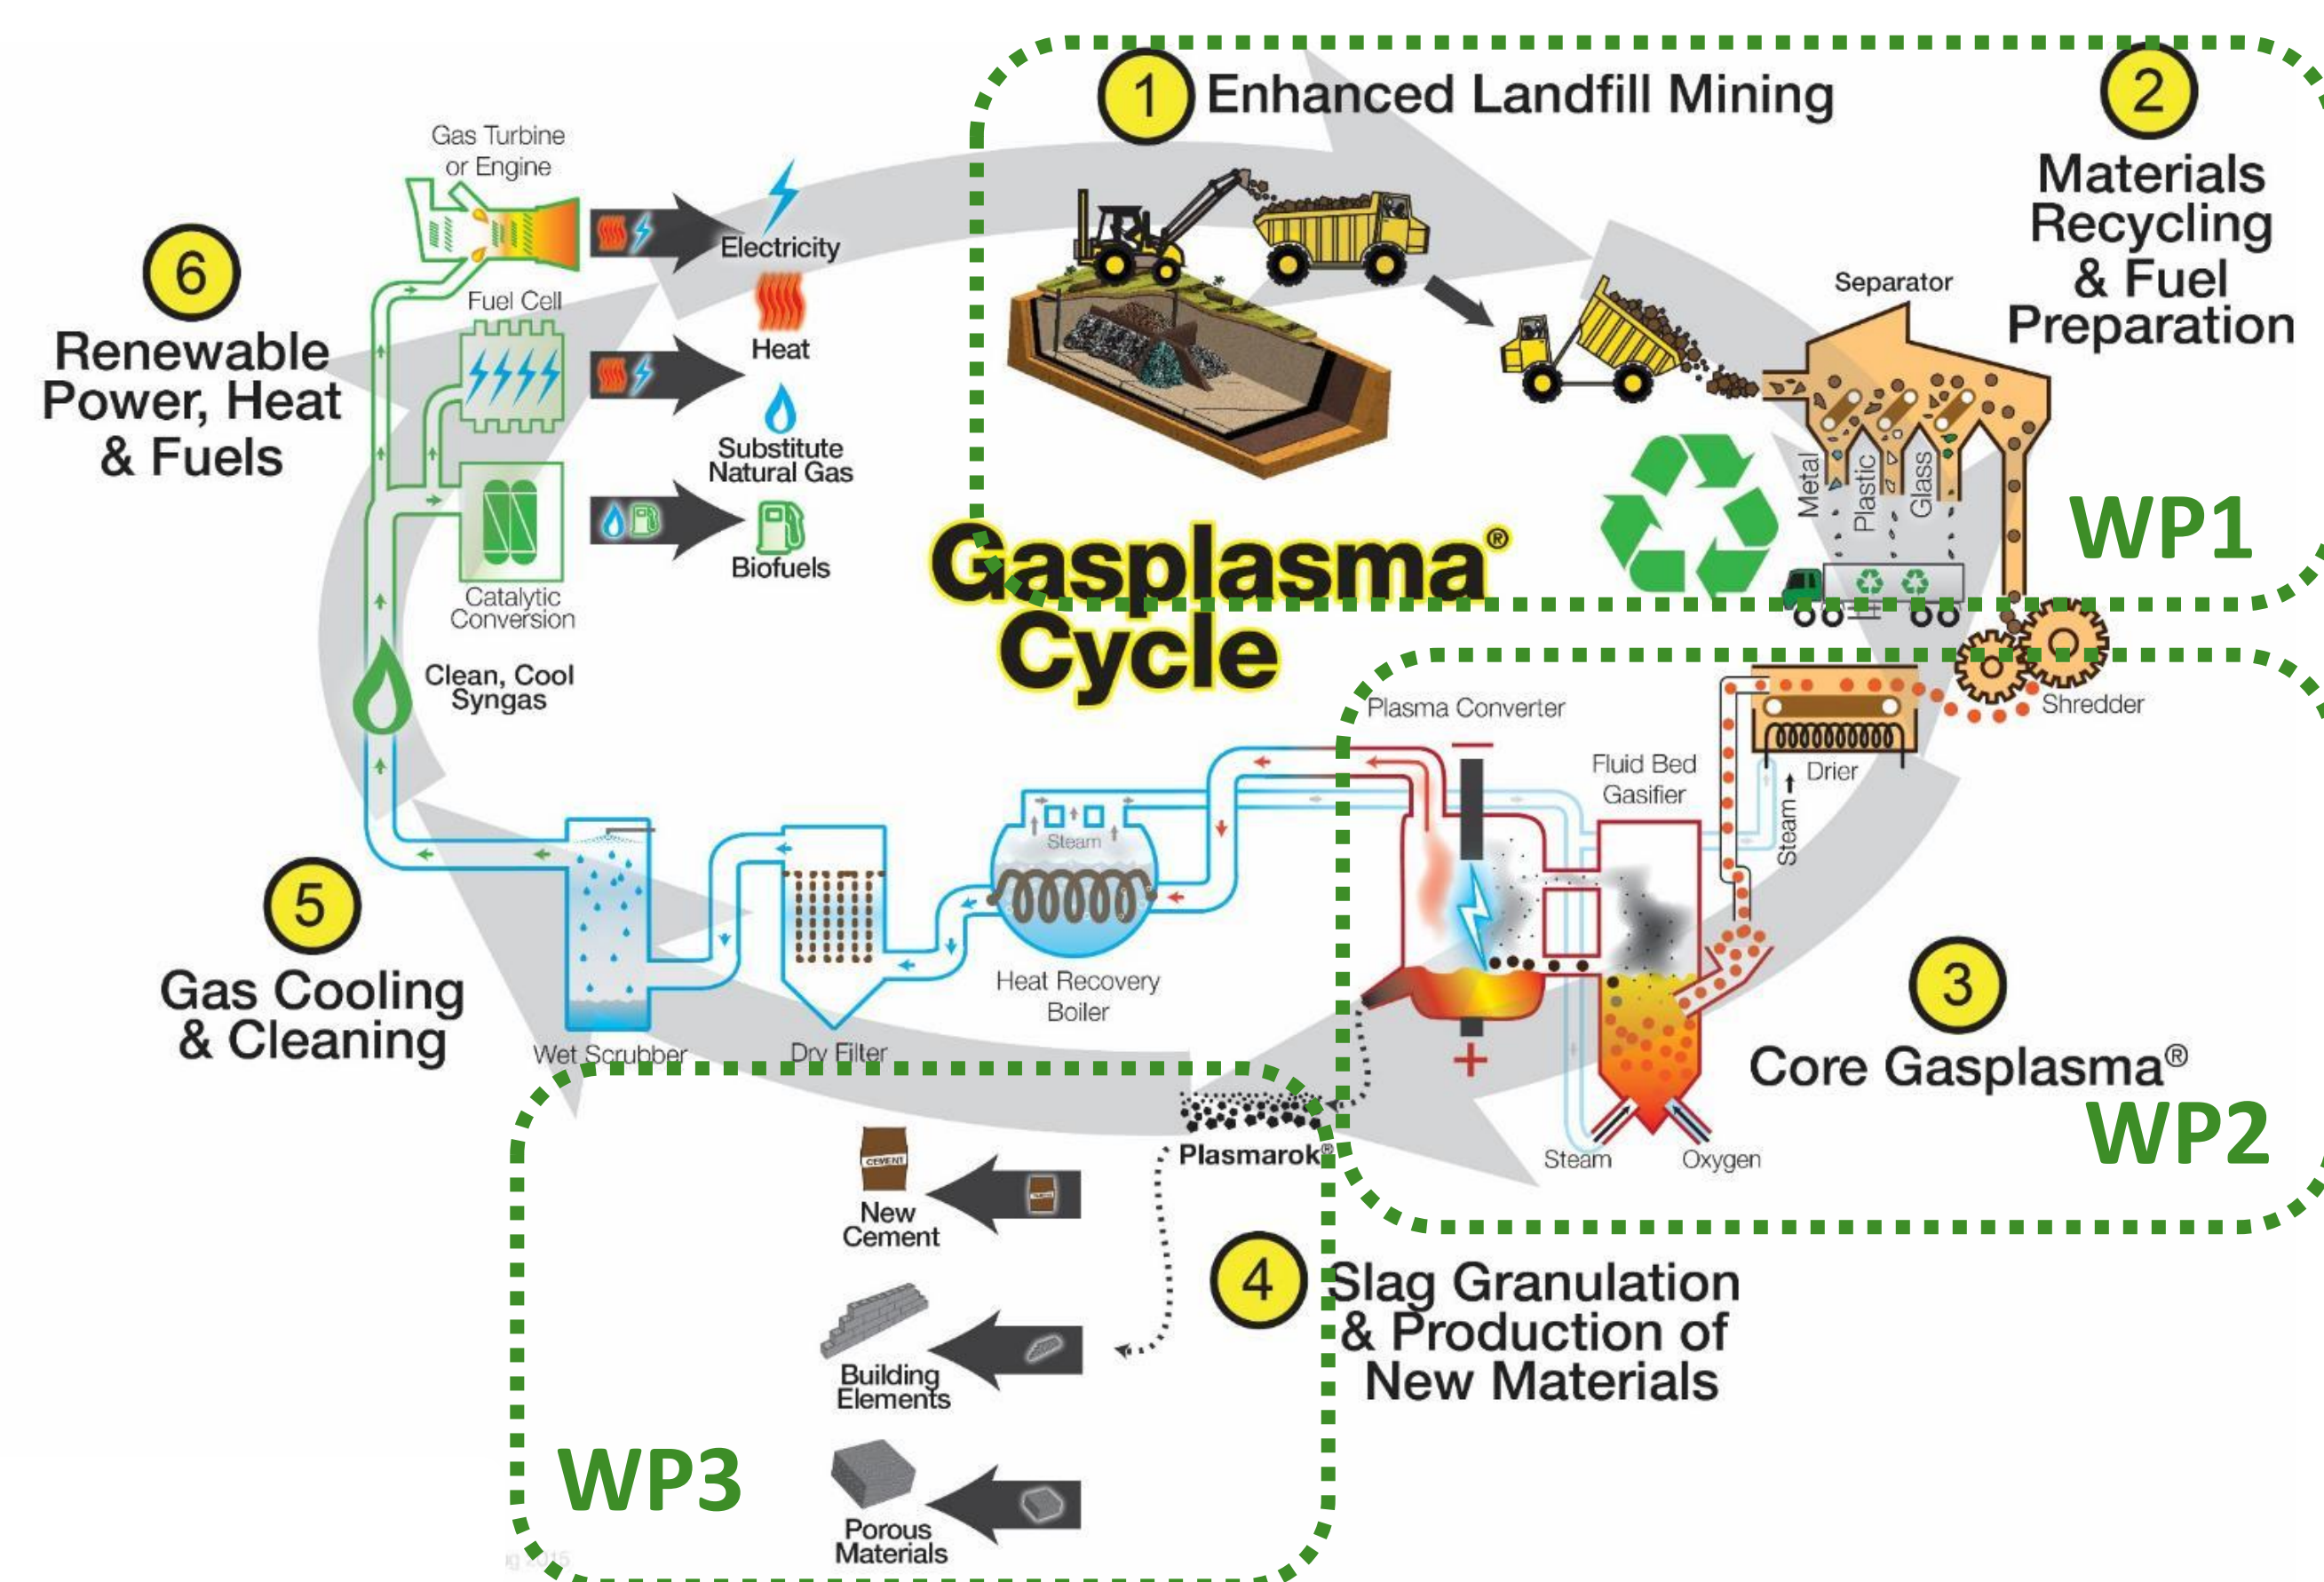 1 Enhanced Landfill Mining
2
Materials
Recycling
& Fuel
Preparation
Separator
Metal
Plastic
Glass
WP1
Gas Turbine
or Engine
Electricity
6
Renewable
Power, Heat
& Fuels
Fuel Cell
Heat
Substitute
Natural Gas
Biofuels
Catalytic
Conversion
Clean, Cool
Syngas
Gasplasma®
Cycle
Plasma Converter
Shredder
Fluid Bed
Gasifier
Drier
Steam
Steam
Heat Recovery
Boiler
5
Gas Cooling
& Cleaning
Wet Scrubber
Dry Filter
3
Core Gasplasma®
WP2
Steam
Oxygen
Plasmarok®
CEMENT
New
Cement
4
Slag Granulation
& Production of
New Materials
Building
Elements
WP3
Porous
Materials
2015